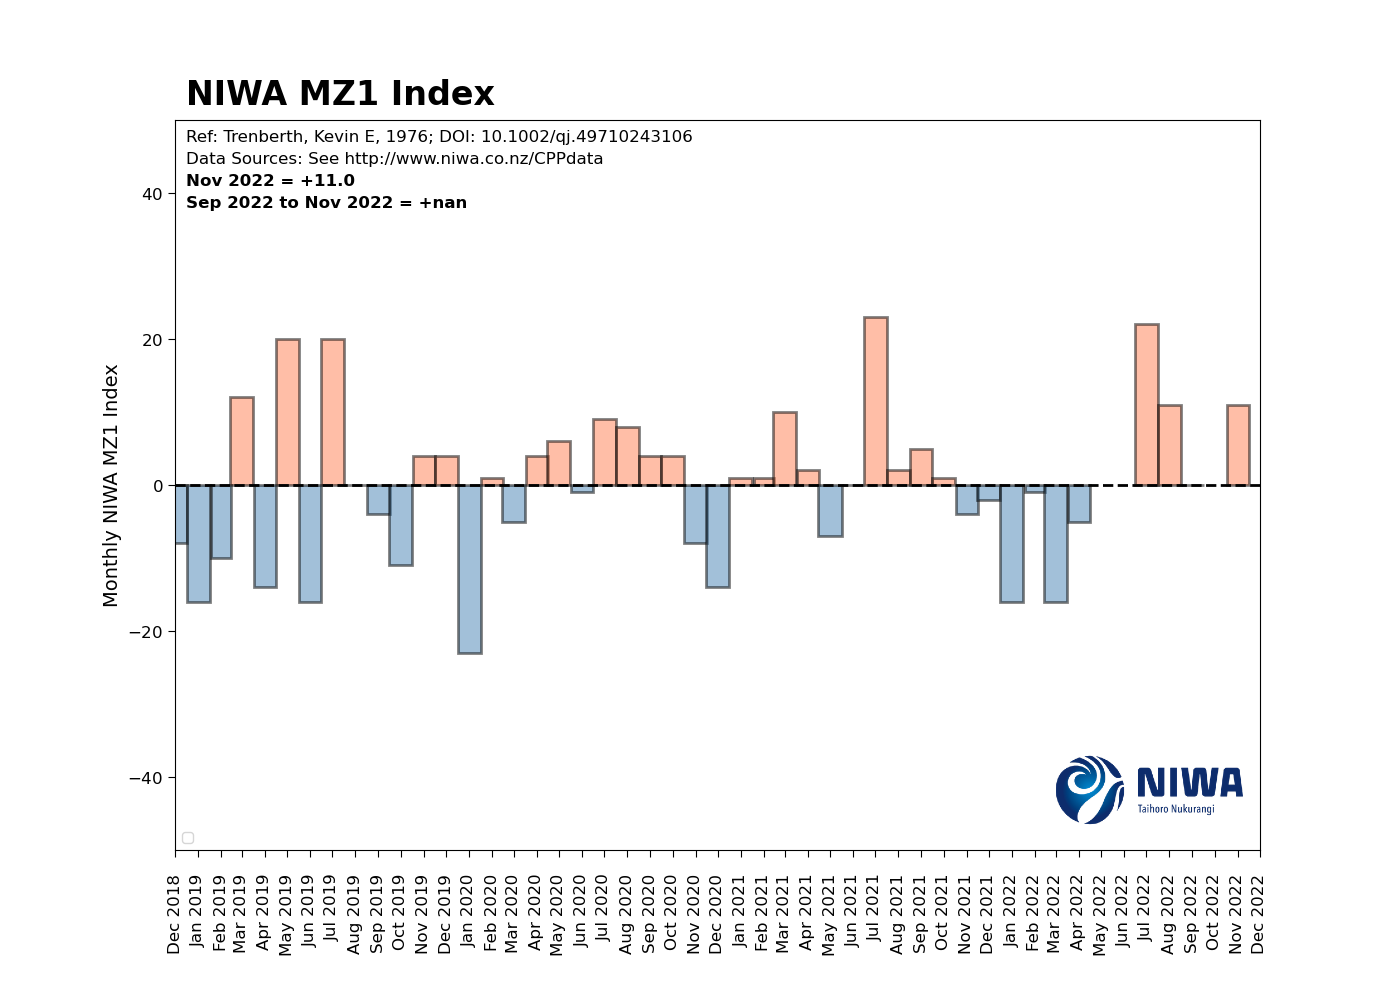 NIWA MZ1 Index
Ref: Trenberth, Kevin E, 1976; DOI: 10.1002/qj.49710243106
Data Sources: See http://www.niwa.co.nz/CPPdata
Nov 2022 = +11.0
Sep 2022 to Nov 2022 = +nan
Monthly NIWA MZ1 Index
40
20
0
−20
−40
NIWA
Taihoro Nukurangi
Dec 2018
Jan 2019
Feb 2019
Mar 2019
Apr 2019
May 2019
Jun 2019
Jul 2019
Aug 2019
Sep 2019
Oct 2019
Nov 2019
Dec 2019
Jan 2020
Feb 2020
Mar 2020
Apr 2020
May 2020
Jun 2020
Jul 2020
Aug 2020
Sep 2020
Oct 2020
Nov 2020
Dec 2020
Jan 2021
Feb 2021
Mar 2021
Apr 2021
May 2021
Jun 2021
Jul 2021
Aug 2021
Sep 2021
Oct 2021
Nov 2021
Dec 2021
Jan 2022
Feb 2022
Mar 2022
Apr 2022
May 2022
Jun 2022
Jul 2022
Aug 2022
Sep 2022
Oct 2022
Nov 2022
Dec 2022